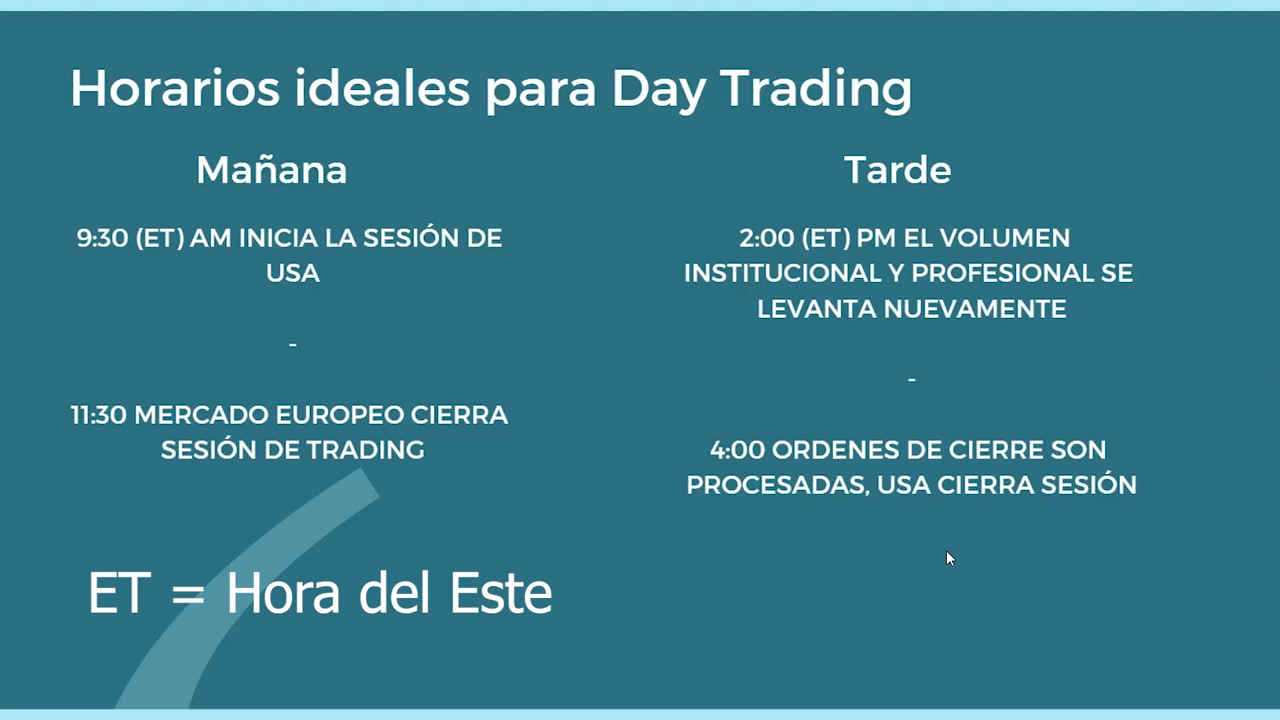 Horarios ideales para Day Trading
Mañana
9:30 (ET) AM INICIA LA SESIÓN DE
USA
-
11:30 MERCADO EUROPEO CIERRA
SESIÓN DE TRADING
Tarde
2:00 (ET) PM EL VOLUMEN
INSTITUCIONAL Y PROFESIONAL SE
LEVANTA NUEVAMENTE
-
4:00 ORDENES DE CIERRE SON
PROCESADAS, USA CIERRA SESIÓN
ET = Hora del Este